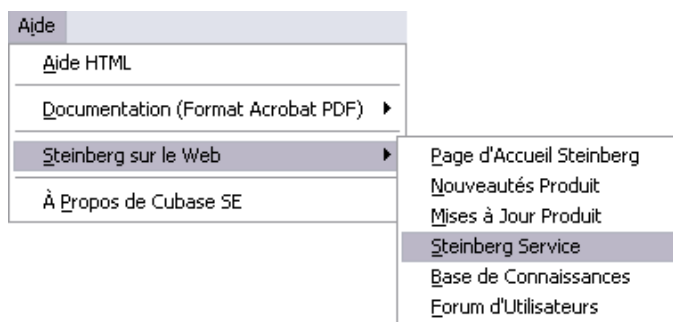 Aide
Aide HTML
Documentation (Format Acrobat PDF)
Steinberg sur le Web
À Propos de Cubase SE
Page d'Accueil Steinberg
Nouveautés Produit
Mises à Jour Produit
Steinberg Service
Base de Connaissances
Forum d'Utilisateurs